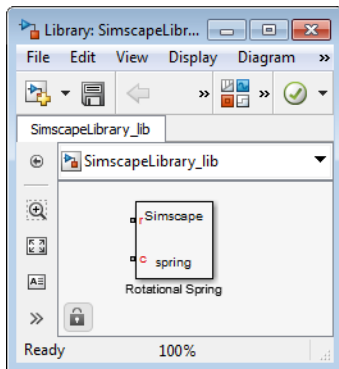 Library: SimscapeLibr...
File Edit View Display Diagram »
» »
SimscapeLibrary_lib
SimscapeLibrary_lib
r Simscape
c spring
Rotational Spring
A
»
Ready 100%